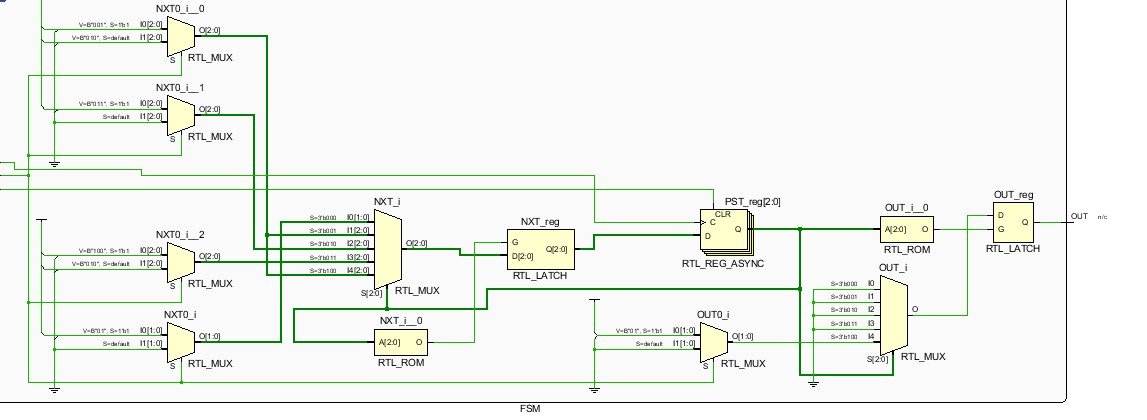 NXT0_i__0
V=B"001", S=1'b1 I0[2:0]
V=B"010", S=default I1[2:0]
O[2:0]
S
RTL_MUX
NXT0_i__1
V=B"011", S=1'b1 I0[2:0]
S=default I1[2:0]
O[2:0]
S
RTL_MUX
NXT0_i__2
V=B"100", S=1'b1 I0[2:0]
V=B"010", S=default I1[2:0]
O[2:0]
S
RTL_MUX
NXT0_i
V=B"01", S=1'b1 I0[1:0]
S=default I1[1:0]
O[1:0]
S
RTL_MUX
NXT_i
S=3'b000 I0[1:0]
S=3'b001 I1[2:0]
S=3'b010 I2[2:0]
S=3'b011 I3[2:0]
S=3'b100 I4[2:0]
O[2:0]
S[2:0]
RTL_MUX
NXT_i__0
A[2:0] O
RTL_ROM
NXT_reg
G
D[2:0] Q[2:0]
RTL_LATCH
PST_reg[2:0]
CLR
C
D Q
RTL_REG_ASYNC
OUT0_i
V=B"01", S=1'b1 I0[1:0]
S=default I1[1:0]
O[1:0]
S
RTL_MUX
OUT_i__0
A[2:0] O
RTL_ROM
OUT_i
S=3'b000 I0
S=3'b001 I1
S=3'b010 I2
S=3'b011 I3
S=3'b100 I4
O
S[2:0]
RTL_MUX
OUT_reg
D
G Q
RTL_LATCH
OUT n/c
FSM